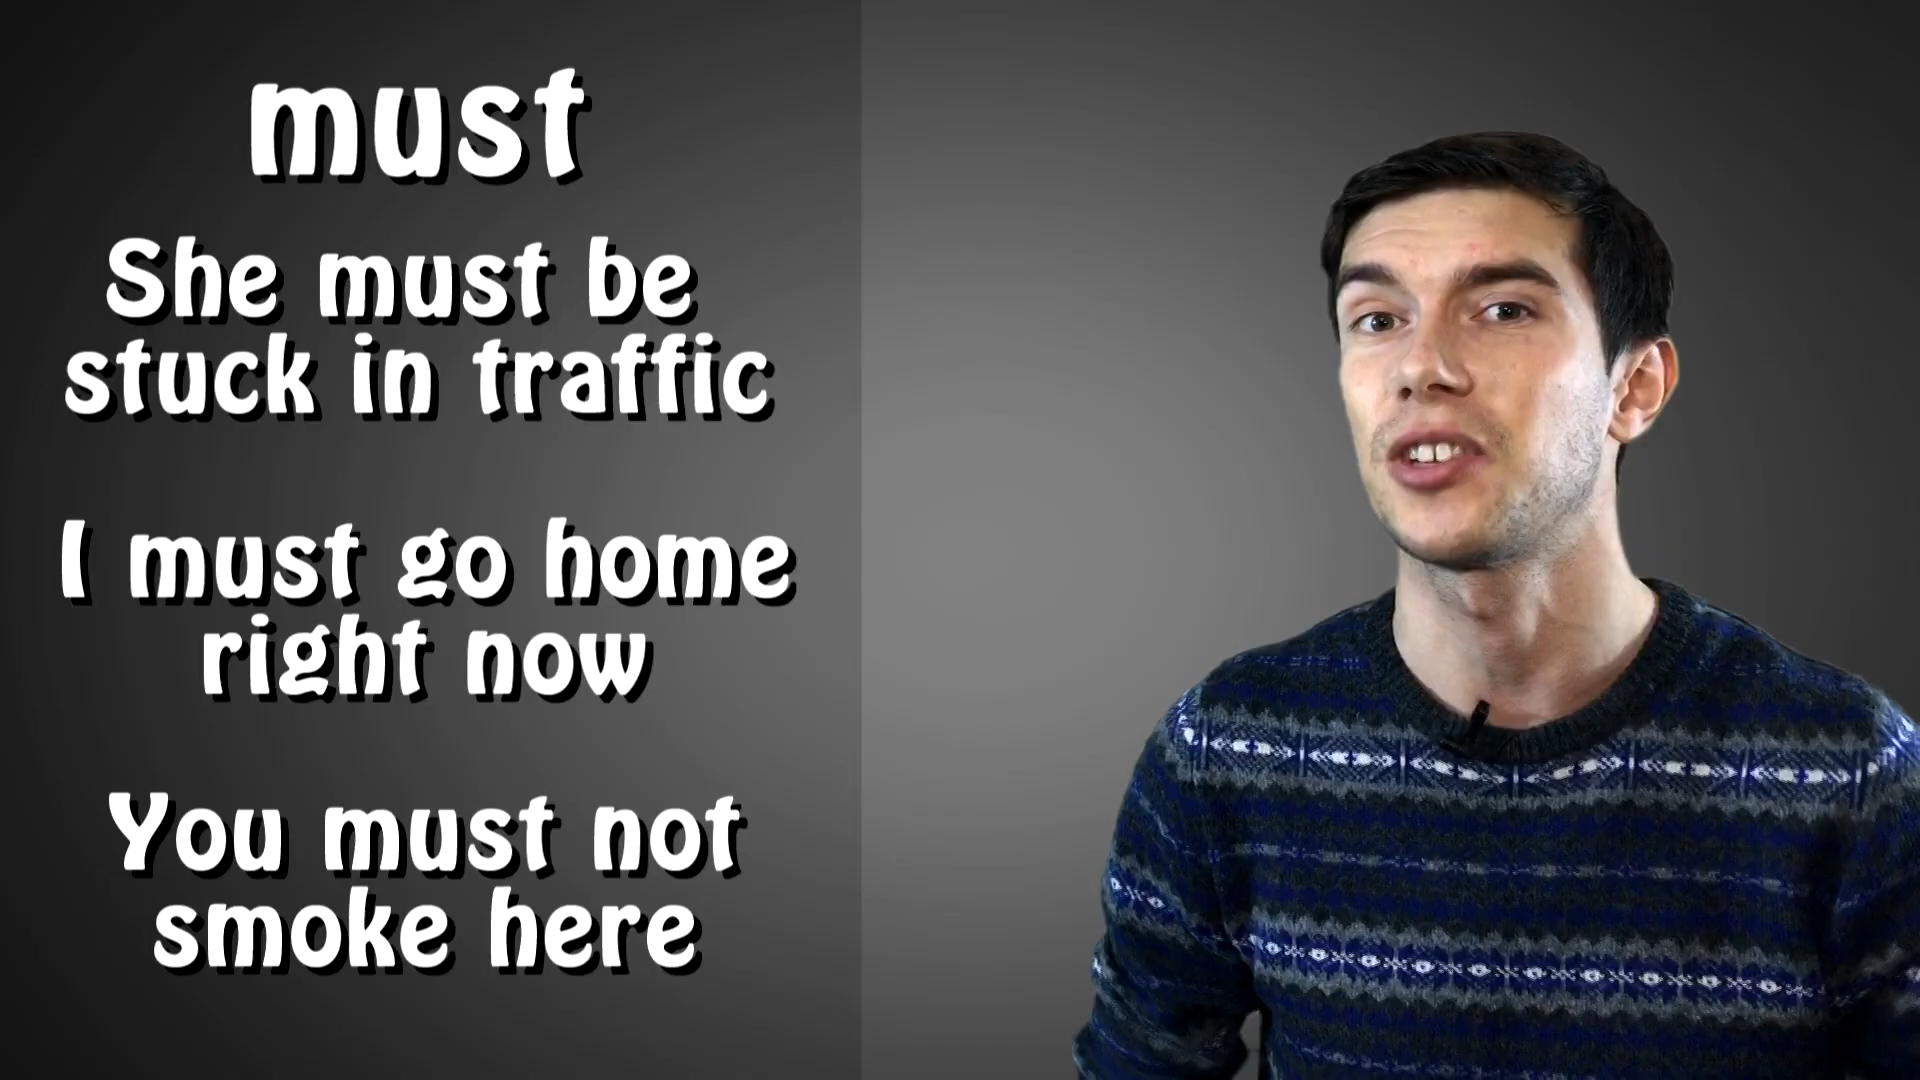 must
She must be
stuck in traffic
I must go home
right now
You must not
smoke here